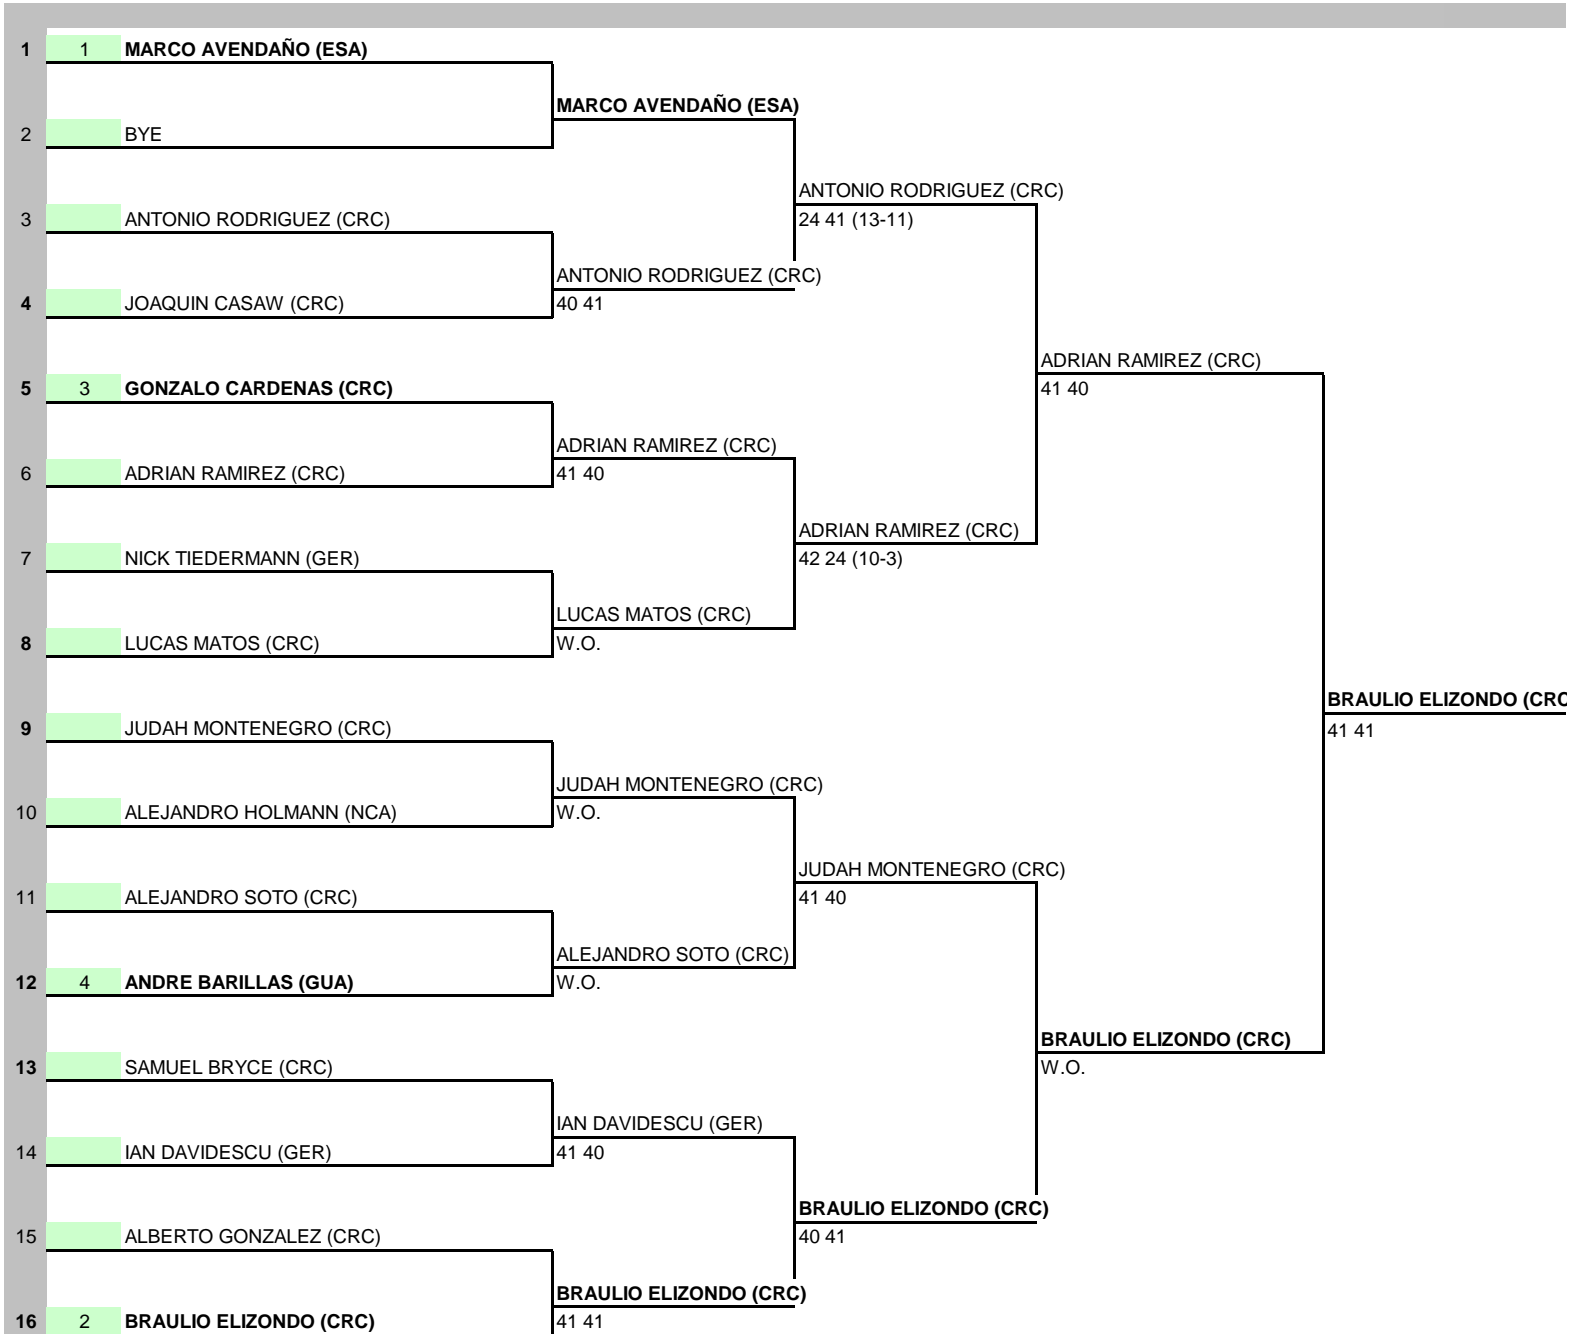 1 1 MARCO AVENDAÑO (ESA)
MARCO AVENDAÑO (ESA)
2 BYE
ANTONIO RODRIGUEZ (CRC)
3 ANTONIO RODRIGUEZ (CRC) 24 41 (13-11)
ANTONIO RODRIGUEZ (CRC)
4 JOAQUIN CASAW (CRC) 40 41
ADRIAN RAMIREZ (CRC)
5 3 GONZALO CARDENAS (CRC) 41 40
ADRIAN RAMIREZ (CRC)
6 ADRIAN RAMIREZ (CRC) 41 40
ADRIAN RAMIREZ (CRC)
7 NICK TIEDERMANN (GER) 42 24 (10-3)
LUCAS MATOS (CRC)
8 LUCAS MATOS (CRC) W.O.
BRAULIO ELIZONDO (CRC
9 JUDAH MONTENEGRO (CRC) 41 41
JUDAH MONTENEGRO (CRC)
10 ALEJANDRO HOLMANN (NCA) W.O.
JUDAH MONTENEGRO (CRC)
11 ALEJANDRO SOTO (CRC) 41 40
ALEJANDRO SOTO (CRC)
12 4 ANDRE BARILLAS (GUA) W.O.
BRAULIO ELIZONDO (CRC)
13 SAMUEL BRYCE (CRC) W.O.
IAN DAVIDESCU (GER)
14 IAN DAVIDESCU (GER) 41 40
BRAULIO ELIZONDO (CRC)
15 ALBERTO GONZALEZ (CRC) 40 41
BRAULIO ELIZONDO (CRC)
16 2 BRAULIO ELIZONDO (CRC) 41 41